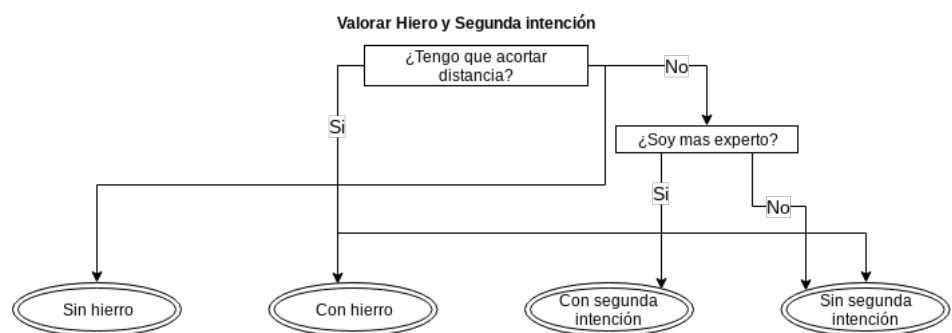 Valorar Hiero y Segunda intención
¿Tengo que acortar
distancia?
No
Si
¿Soy mas experto?
Si
No
Sin hierro
Con hierro
Con segunda
intención
Sin segunda
intención